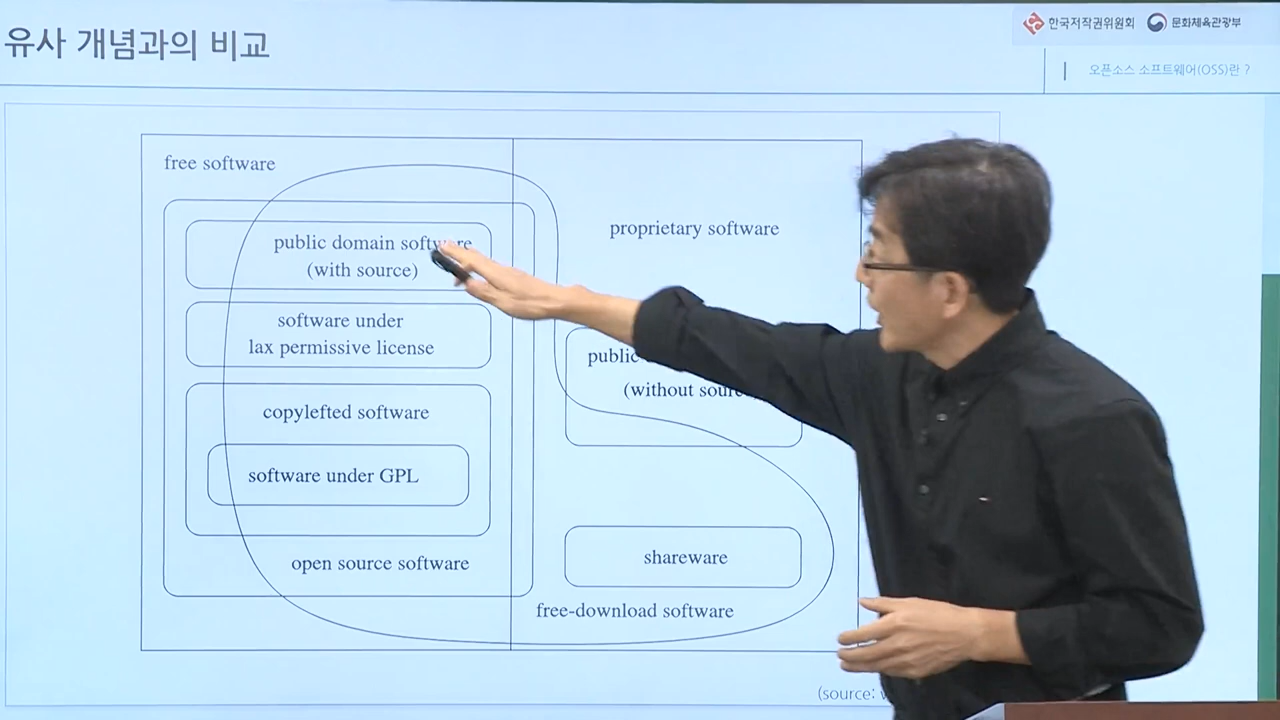 유사 개념과의 비교
한국저작권위원회 문화체육관광부
오픈소스 소프트웨어(OSS)란 ?
free software
proprietary software
public domain software
(with source)
software under
lax permissive license
public
(without
copylefted software
software under GPL
open source software
shareware
free-download software
(source: